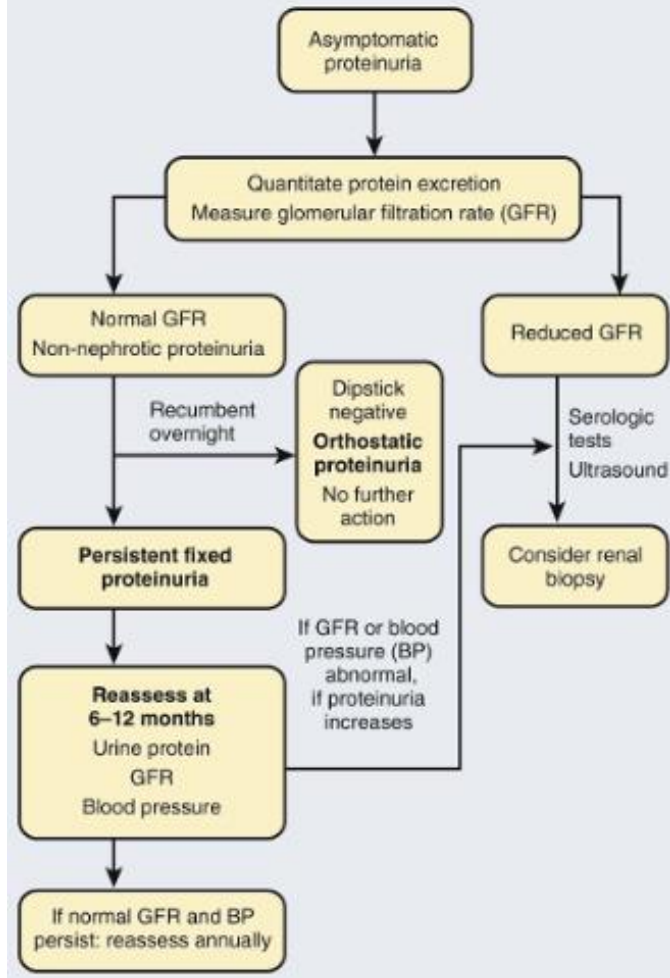 Asymptomatic
proteinuria
Quantitate protein excretion
Measure glomerular filtration rate (GFR)
Normal GFR
Non-nephrotic proteinuria
Reduced GFR
Recumbent
overnight
Dipstick
negative
Orthostatic
proteinuria
No further
action
Serologic
tests
Ultrasound
Persistent fixed
proteinuria
Consider renal
biopsy
If GFR or blood
pressure (BP)
abnormal,
if proteinuria
increases
Reassess at
6–12 months
Urine protein
GFR
Blood pressure
If normal GFR and BP
persist: reassess annually